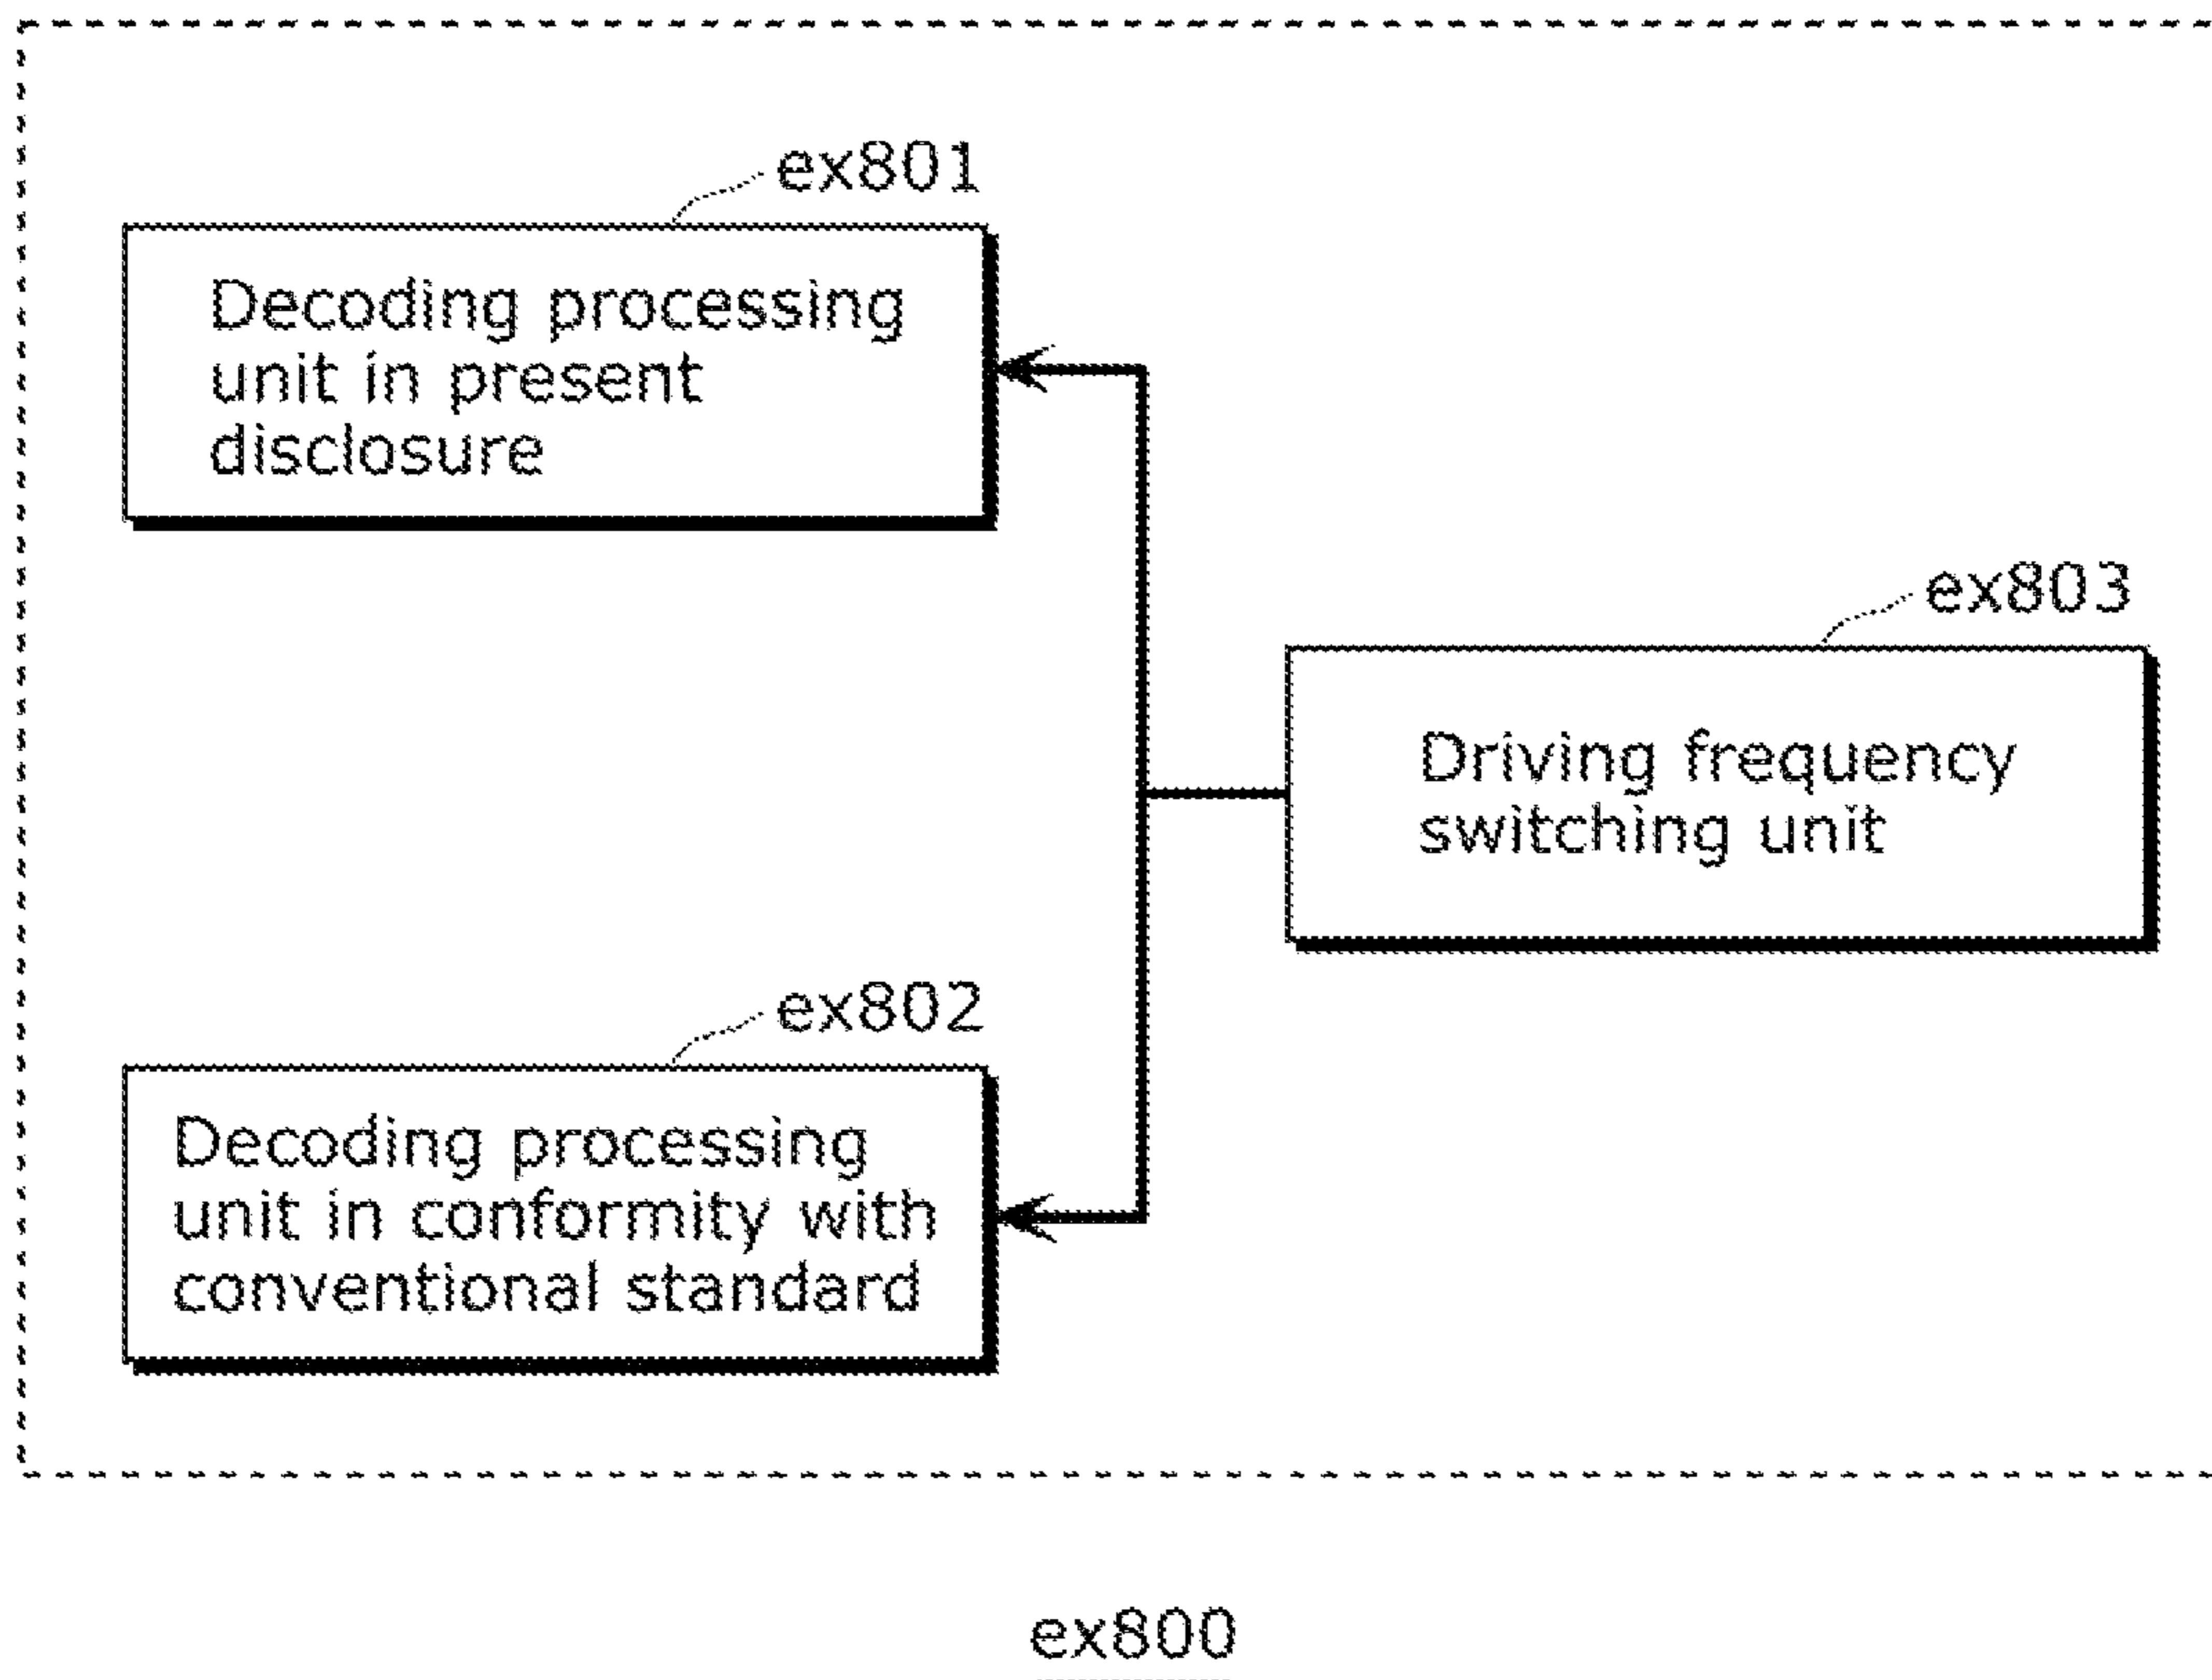 ex801
Decoding processing
unit in present
disclosure
ex803
Driving frequency
switching unit
ex802
Decoding processing
unit in conformity with
conventional standard
ex800